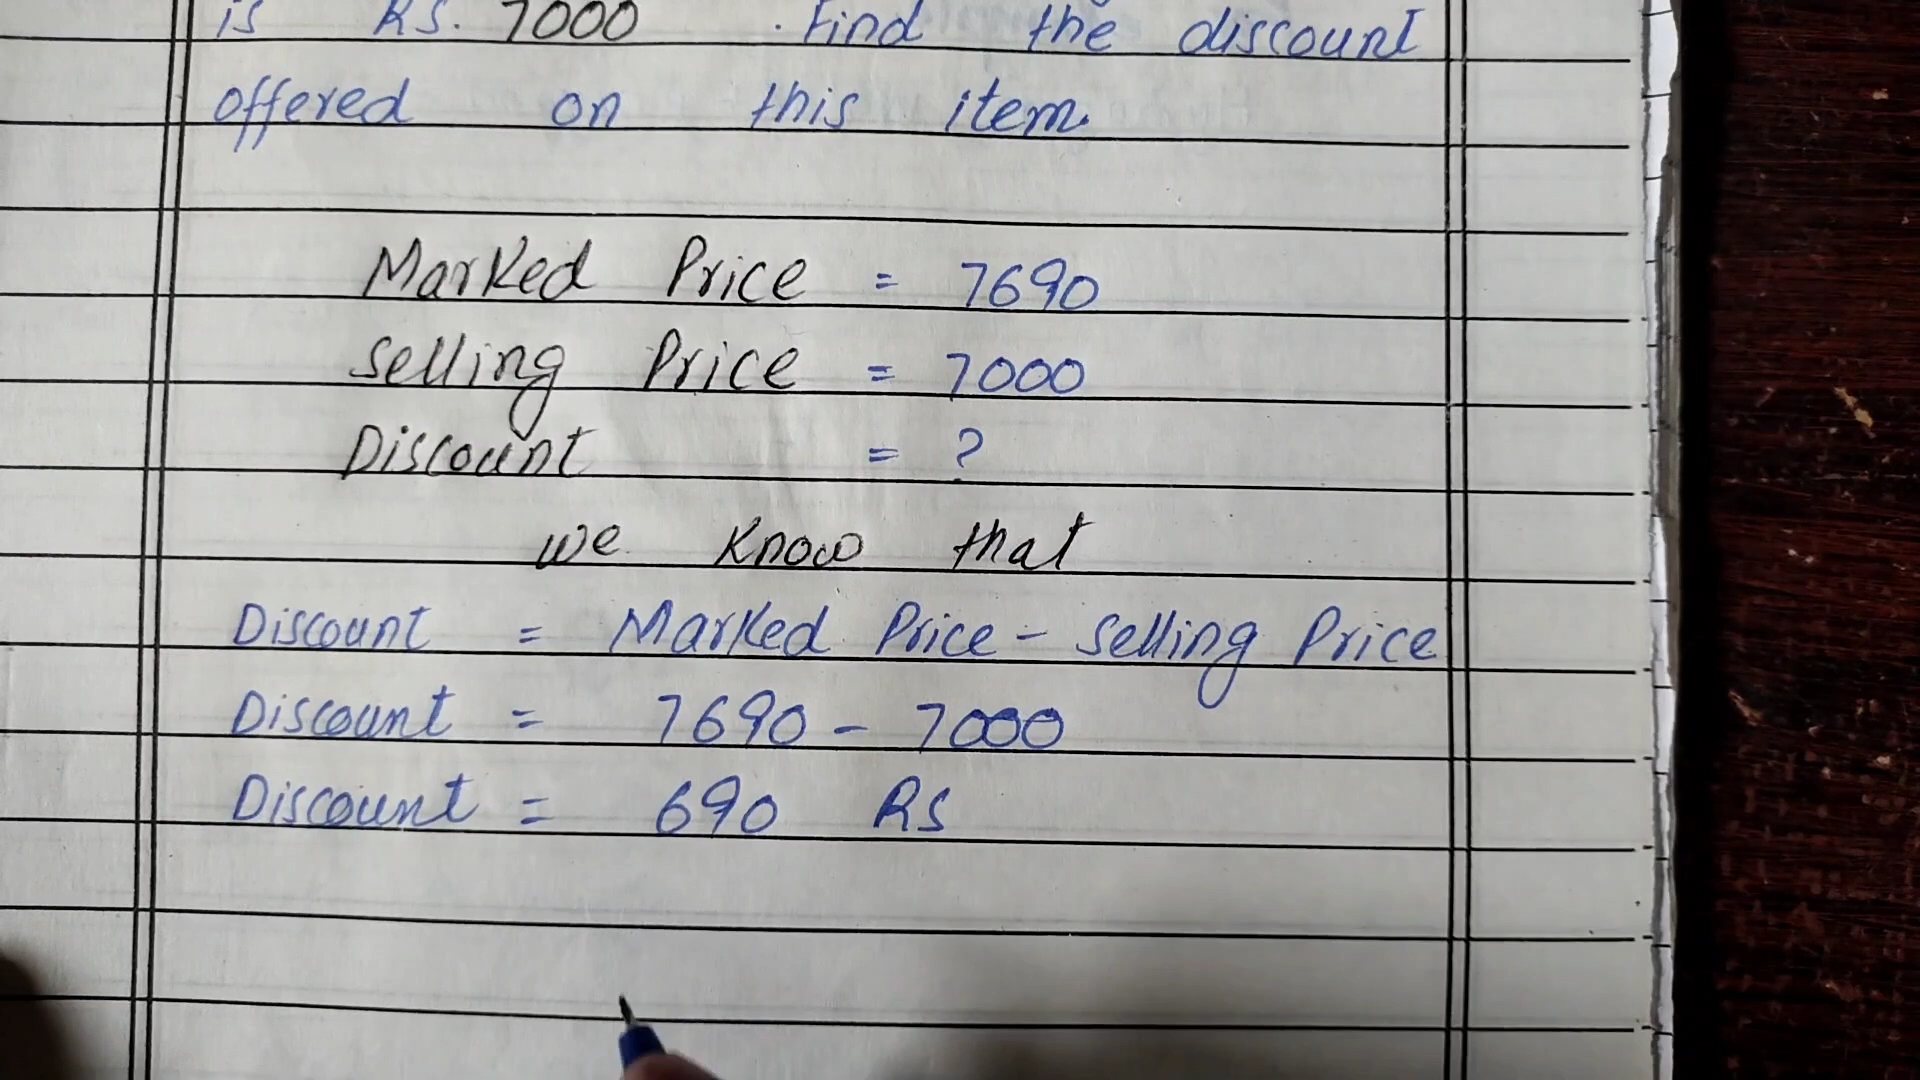 is Rs. 7000 . Find the discount
offered on this item.
Marked Price = 7690
Selling Price = 7000
Discount = ?
we know that
Discount = Marked Price - Selling Price
Discount = 7690 - 7000
Discount = 690 RS